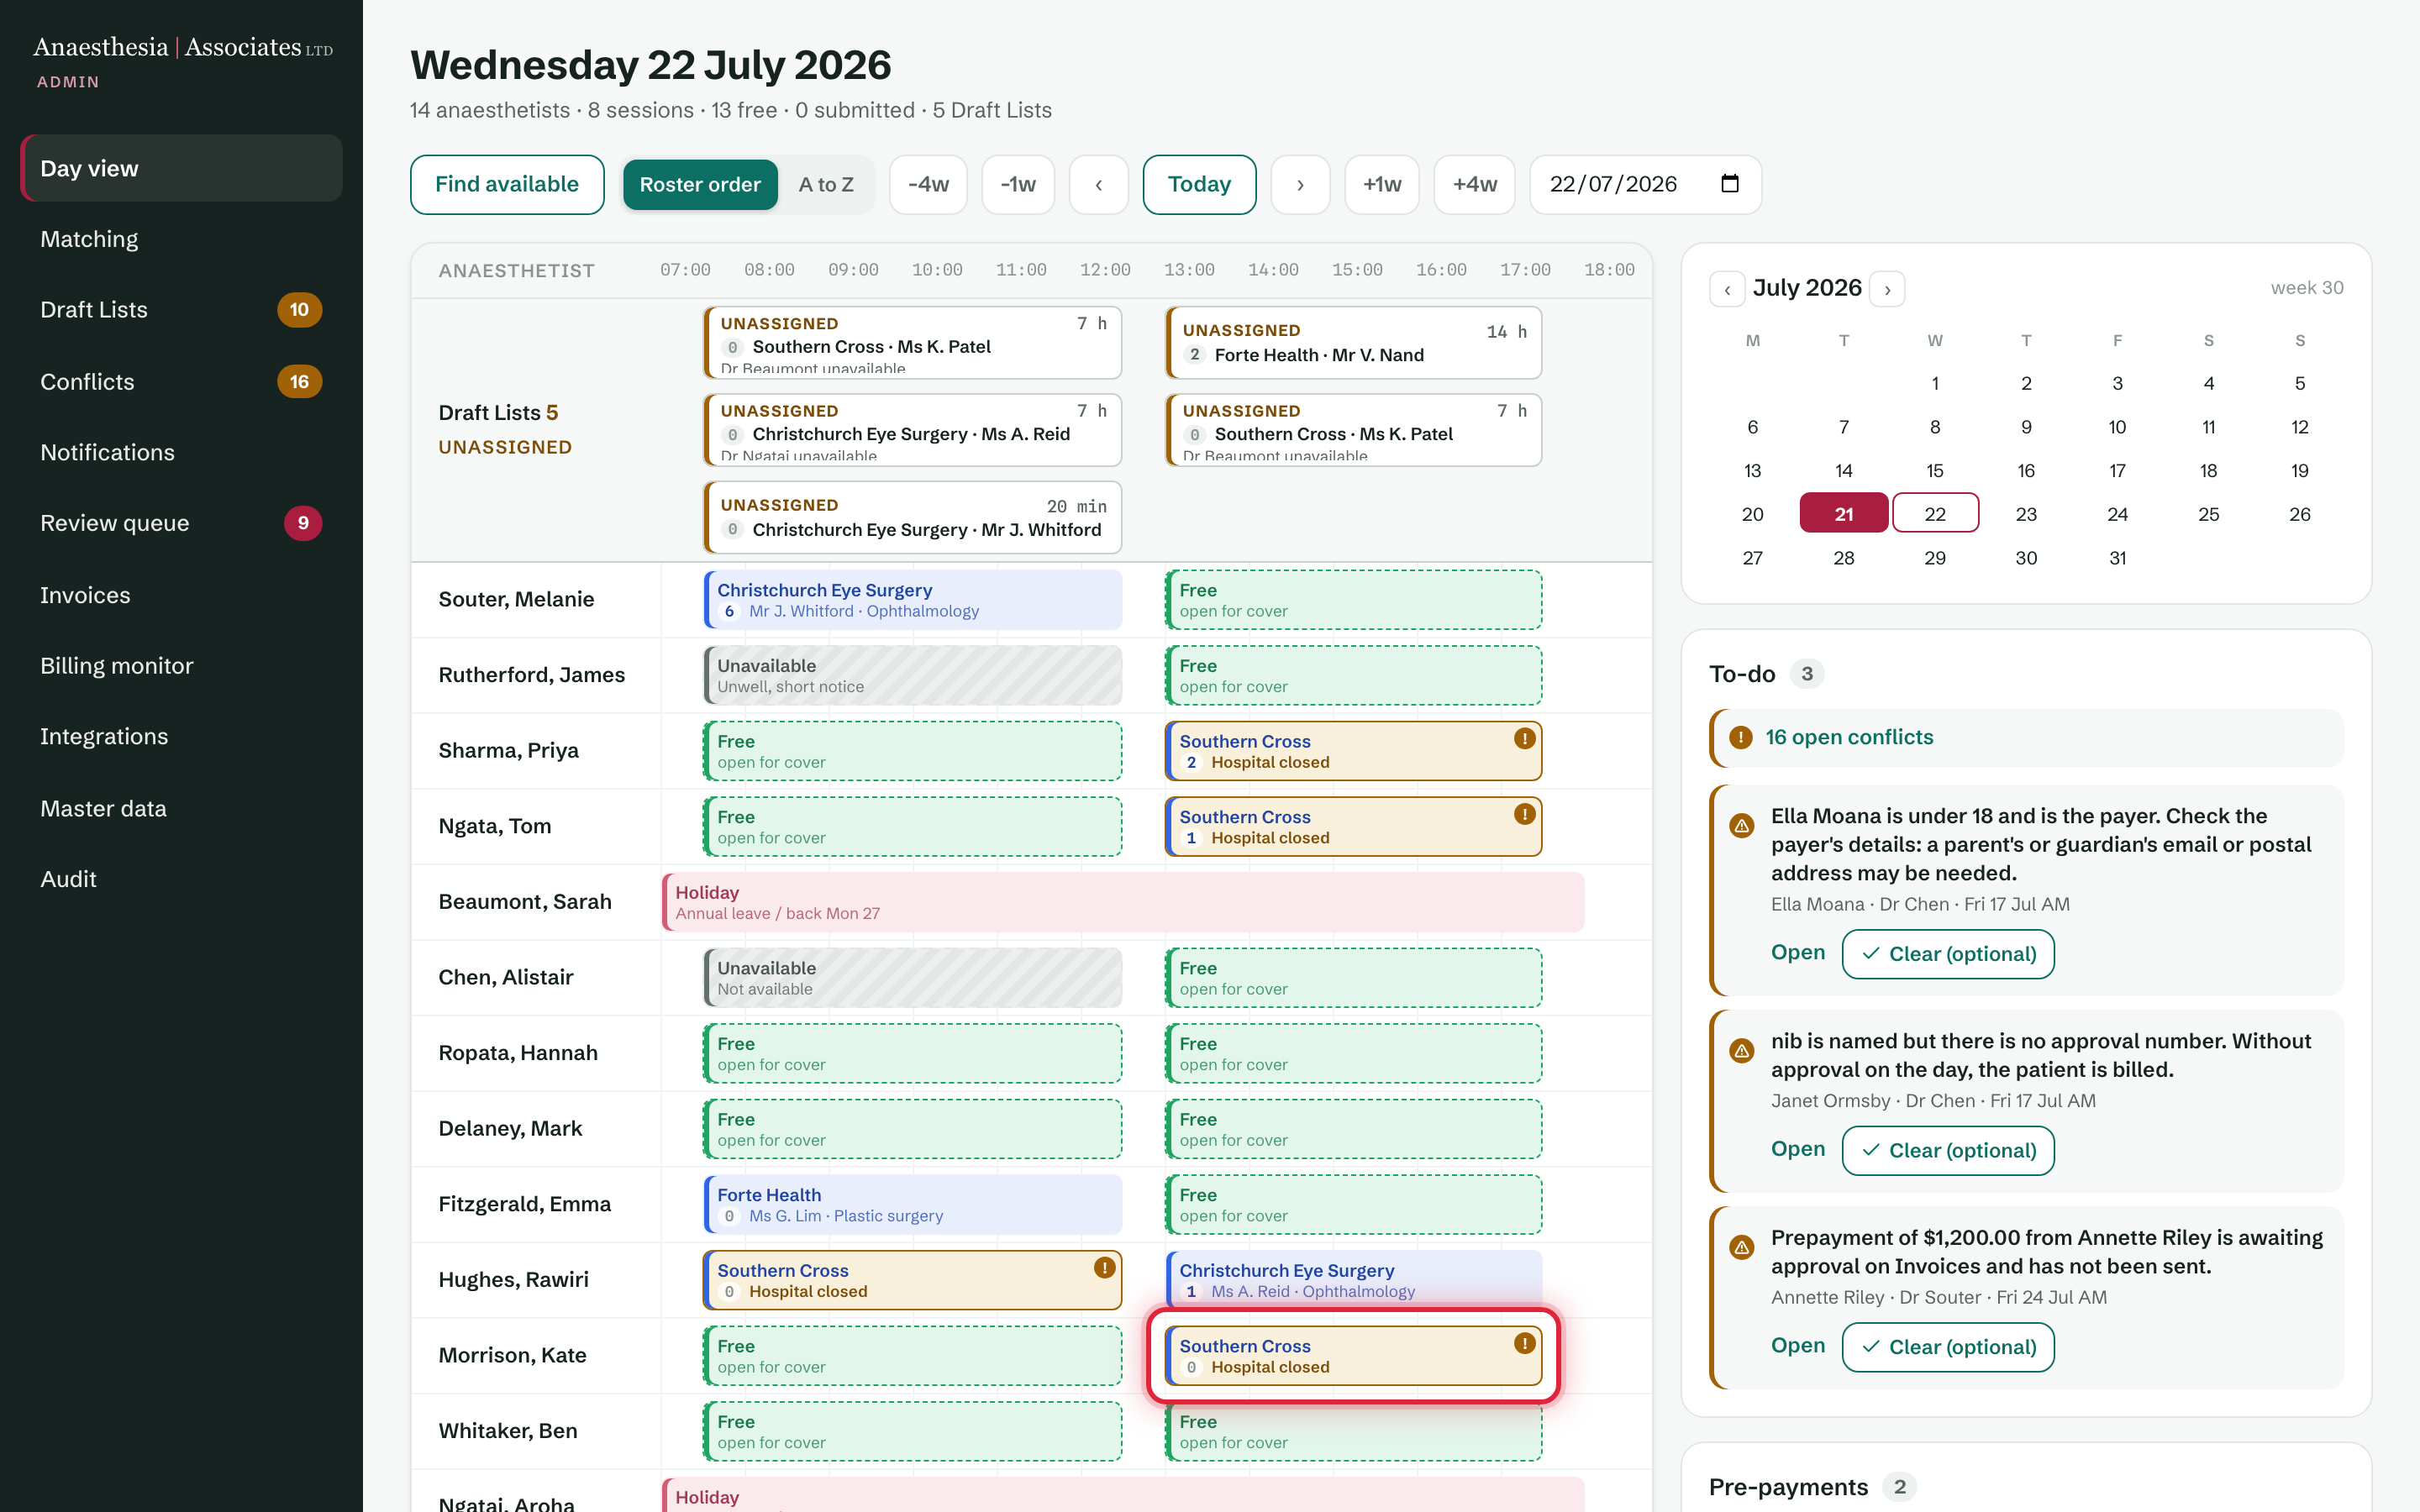 Anaesthesia | Associates LTD
ADMIN
Day view
Matching
Draft Lists 10
Conflicts 16
Notifications
Review queue 9
Invoices
Billing monitor
Integrations
Master data
Audit
Wednesday 22 July 2026
14 anaesthetists · 8 sessions · 13 free · 0 submitted · 5 Draft Lists
Find available
Roster order A to Z
-4w
-1w
‹
Today
›
+1w
+4w
22/07/2026
ANAESTHETIST 07:00 08:00 09:00 10:00 11:00 12:00 13:00 14:00 15:00 16:00 17:00 18:00
Draft Lists 5
UNASSIGNED
UNASSIGNED 7 h
0 Southern Cross · Ms K. Patel
Dr Beaumont unavailable
UNASSIGNED 14 h
2 Forte Health · Mr V. Nand
UNASSIGNED 7 h
0 Christchurch Eye Surgery · Ms A. Reid
Dr Ngatai unavailable
UNASSIGNED 7 h
0 Southern Cross · Ms K. Patel
Dr Beaumont unavailable
UNASSIGNED 20 min
0 Christchurch Eye Surgery · Mr J. Whitford
Souter, Melanie
Christchurch Eye Surgery
6 Mr J. Whitford · Ophthalmology
Free
open for cover
Rutherford, James
Unavailable
Unwell, short notice
Free
open for cover
Sharma, Priya
Free
open for cover
Southern Cross !
2 Hospital closed
Ngata, Tom
Free
open for cover
Southern Cross !
1 Hospital closed
Beaumont, Sarah
Holiday
Annual leave / back Mon 27
Chen, Alistair
Unavailable
Not available
Free
open for cover
Ropata, Hannah
Free
open for cover
Free
open for cover
Delaney, Mark
Free
open for cover
Free
open for cover
Fitzgerald, Emma
Forte Health
0 Ms G. Lim · Plastic surgery
Free
open for cover
Hughes, Rawiri
Southern Cross !
0 Hospital closed
Christchurch Eye Surgery
1 Ms A. Reid · Ophthalmology
Morrison, Kate
Free
open for cover
Southern Cross !
0 Hospital closed
Whitaker, Ben
Free
open for cover
Free
open for cover
Ngatai, Aroha
Holiday
‹ July 2026 › week 30
M T W T F S S
1 2 3 4 5
6 7 8 9 10 11 12
13 14 15 16 17 18 19
20 21 22 23 24 25 26
27 28 29 30 31
To-do 3
! 16 open conflicts
Ella Moana is under 18 and is the payer. Check the
payer's details: a parent's or guardian's email or postal
address may be needed.
Ella Moana · Dr Chen · Fri 17 Jul AM
Open ✓ Clear (optional)
nib is named but there is no approval number. Without
approval on the day, the patient is billed.
Janet Ormsby · Dr Chen · Fri 17 Jul AM
Open ✓ Clear (optional)
Prepayment of $1,200.00 from Annette Riley is awaiting
approval on Invoices and has not been sent.
Annette Riley · Dr Souter · Fri 24 Jul AM
Open ✓ Clear (optional)
Pre-payments 2